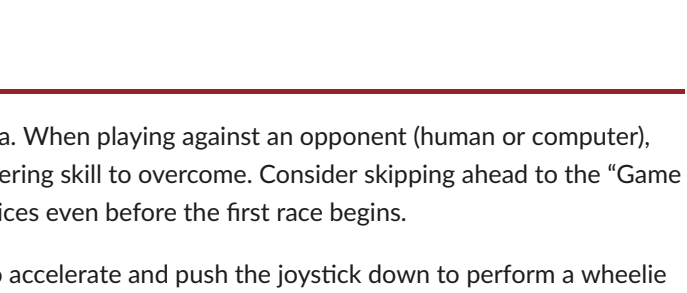 a. When playing against an opponent (human or computer),
ering skill to overcome. Consider skipping ahead to the “Game
ices even before the first race begins.
o accelerate and push the joystick down to perform a wheelie